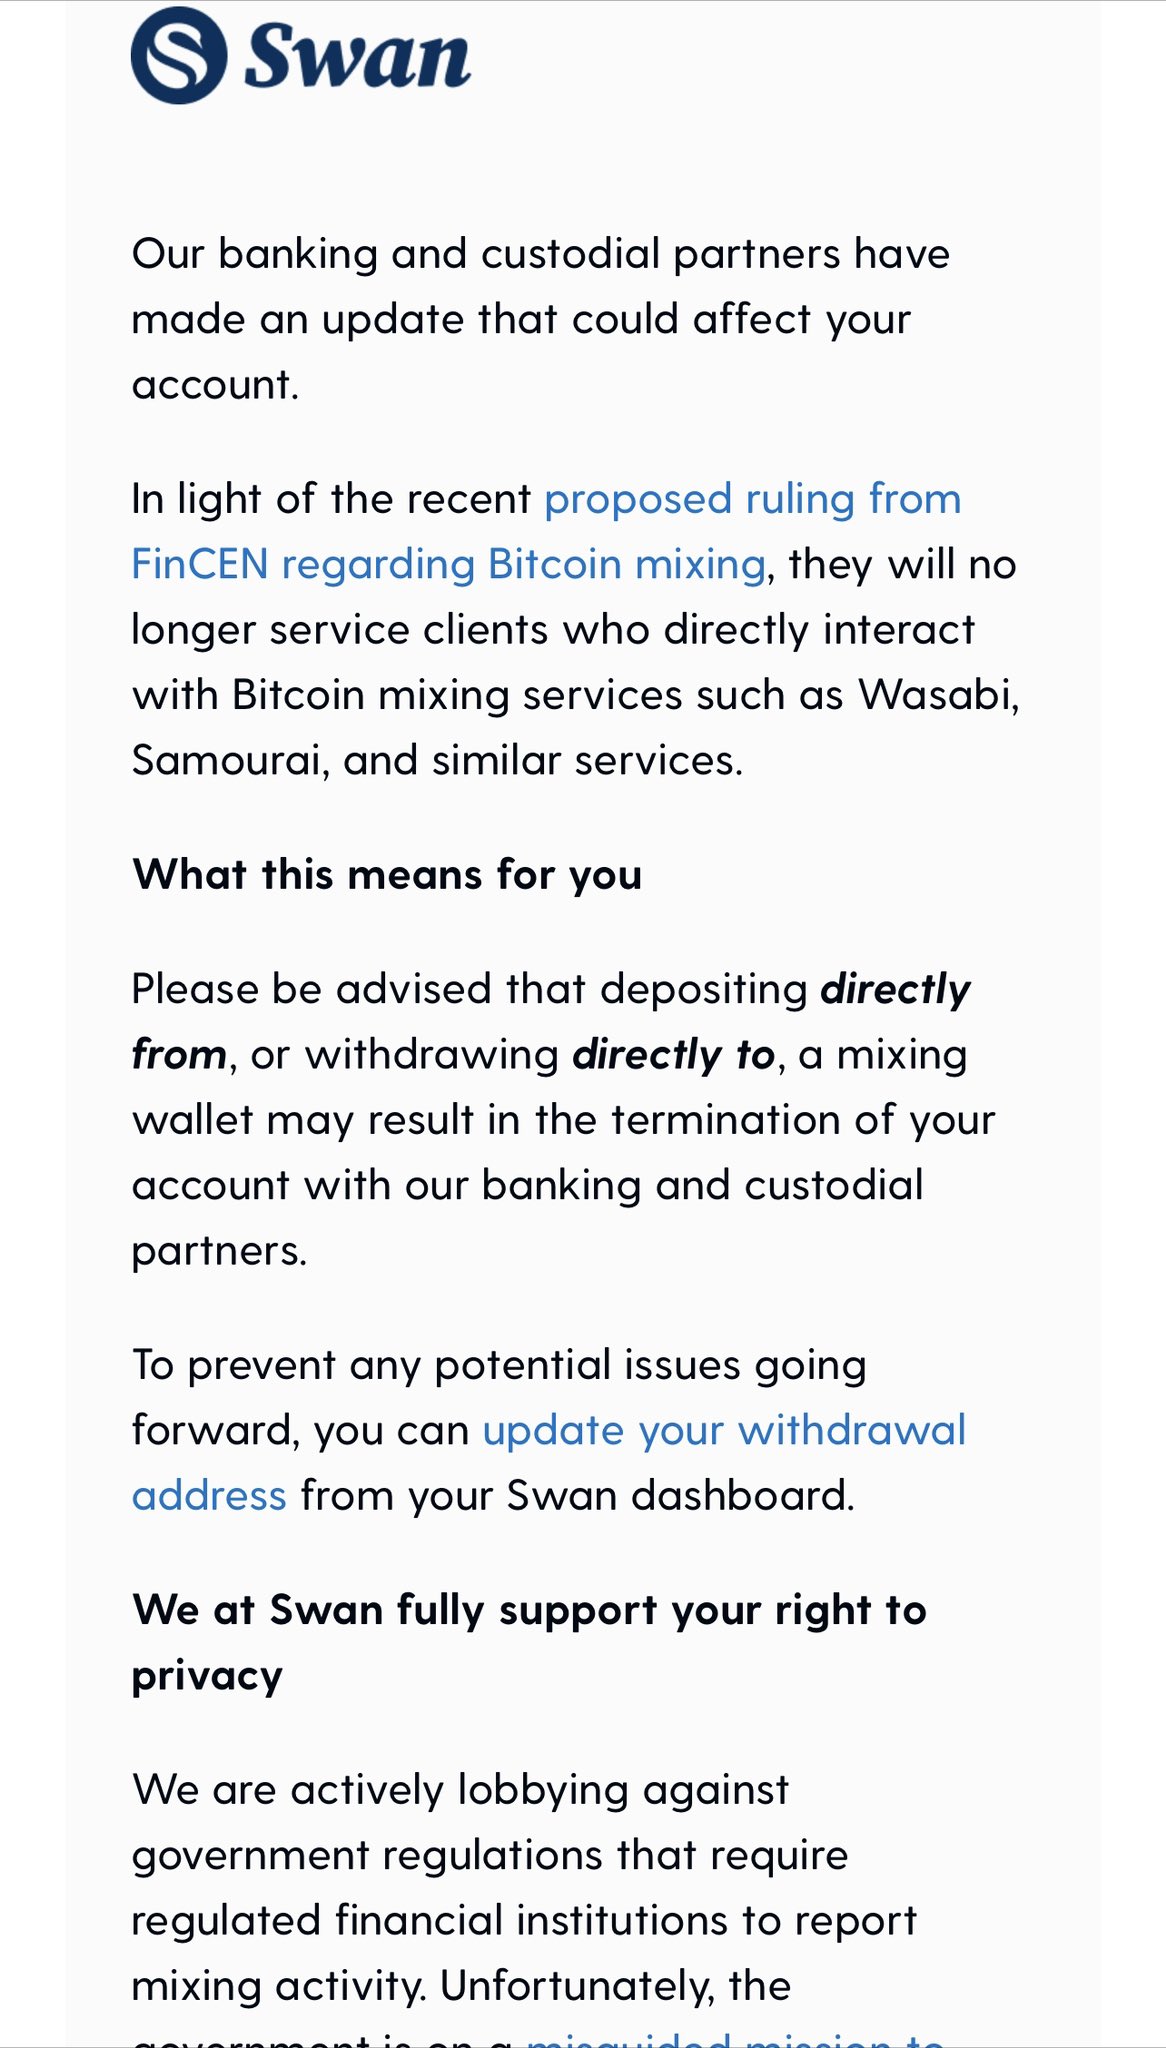 Swan
Our banking and custodial partners have
made an update that could affect your
account.
In light of the recent proposed ruling from
FinCEN regarding Bitcoin mixing, they will no
longer service clients who directly interact
with Bitcoin mixing services such as Wasabi,
Samourai, and similar services.
What this means for you
Please be advised that depositing directly
from, or withdrawing directly to, a mixing
wallet may result in the termination of your
account with our banking and custodial
partners.
To prevent any potential issues going
forward, you can update your withdrawal
address from your Swan dashboard.
We at Swan fully support your right to
privacy
We are actively lobbying against
government regulations that require
regulated financial institutions to report
mixing activity. Unfortunately, the
government is on a misguided mission to